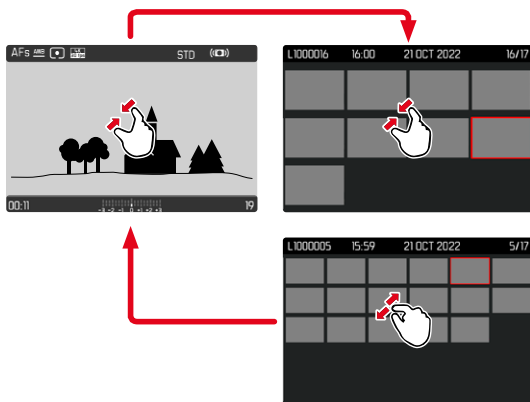 AFs AWB STD
L1000016 16:00 21 OCT 2022 16/17
00:11 -3 -2 -1 0 +1 +2 +3 19
L1000005 15:59 21 OCT 2022 5/17